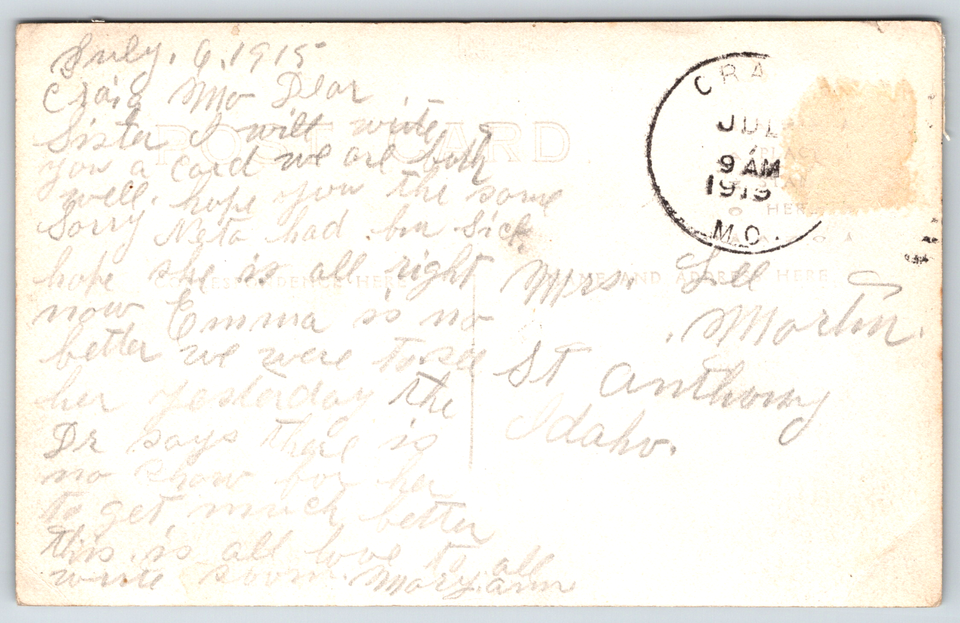 July. 6, 1915
Craig Mo Dear
Sister I will write
you a card we are both
well. hope you the same
Sorry Neta had bin Sick
hope she is all right
now Emma is no
better we were to see
her yesterday the
Dr says there is
no show for her
to get much better
this is all love to all
write soon. Mary ann
POST CARD
CORRESPONDENCE HERE
NAME AND ADDRESS HERE
CRA
JUL
9 AM
1915
MO.
PLACE
HERE
Mrs. Lell
Martin.
St anthony
Idaho.